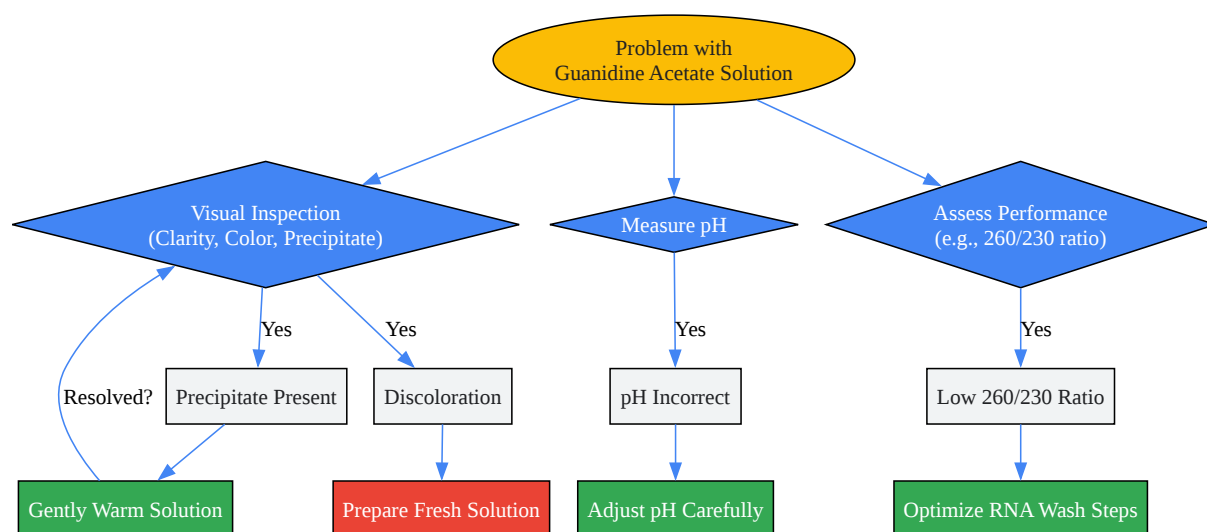 Problem with
Guanidine Acetate Solution
Visual Inspection
(Clarity, Color, Precipitate)
Measure pH
Assess Performance
(e.g., 260/230 ratio)
Yes
Yes
Yes
Yes
Resolved?
Precipitate Present
Discoloration
pH Incorrect
Low 260/230 Ratio
Gently Warm Solution
Prepare Fresh Solution
Adjust pH Carefully
Optimize RNA Wash Steps